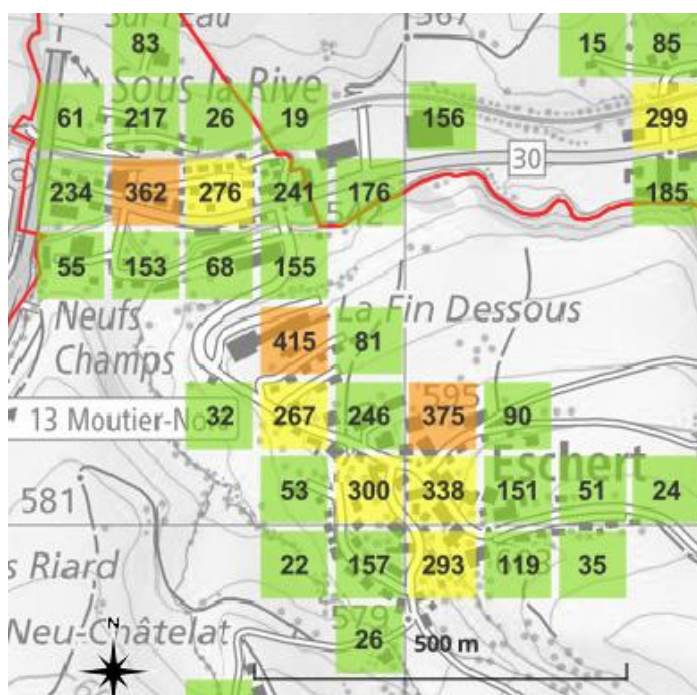 567
83 15 85
Sous la Rive
61 217 26 19 156 299
30
234 362 276 241 176 185
55 153 68 155
Neufs
Champs
La Fin Dessous
415 81
595
32 267 246 375 90
13 Moutier-Nord
Eschert
53 300 338 151 51 24
581
22 157 293 119 35
s Riard
579
Neu-Châtelat
N
26
500 m